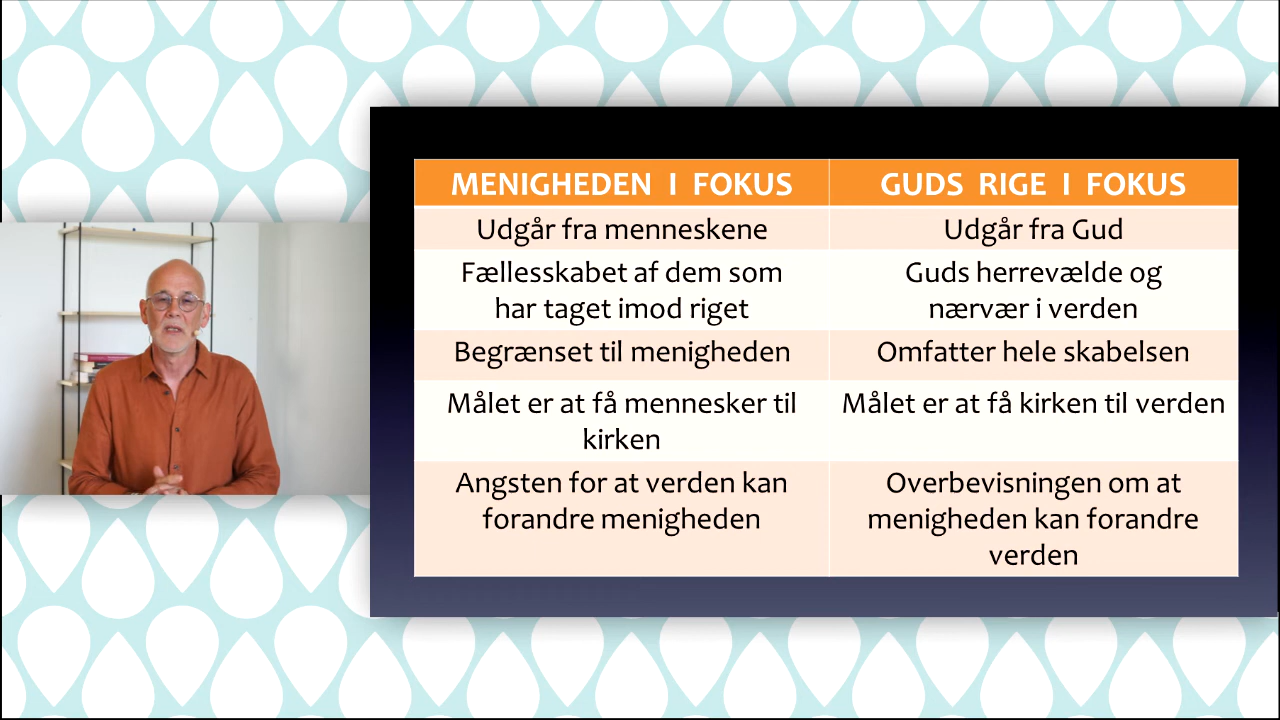 MENIGHEDEN I FOKUS
GUDS RIGE I FOKUS
Udgår fra menneskene
Udgår fra Gud
Fællesskabet af dem som
har taget imod riget
Guds herrevælde og
nærvær i verden
Begrænset til menigheden
Omfatter hele skabelsen
Målet er at få mennesker til
kirken
Målet er at få kirken til verden
Angsten for at verden kan
forandre menigheden
Overbevisningen om at
menigheden kan forandre
verden